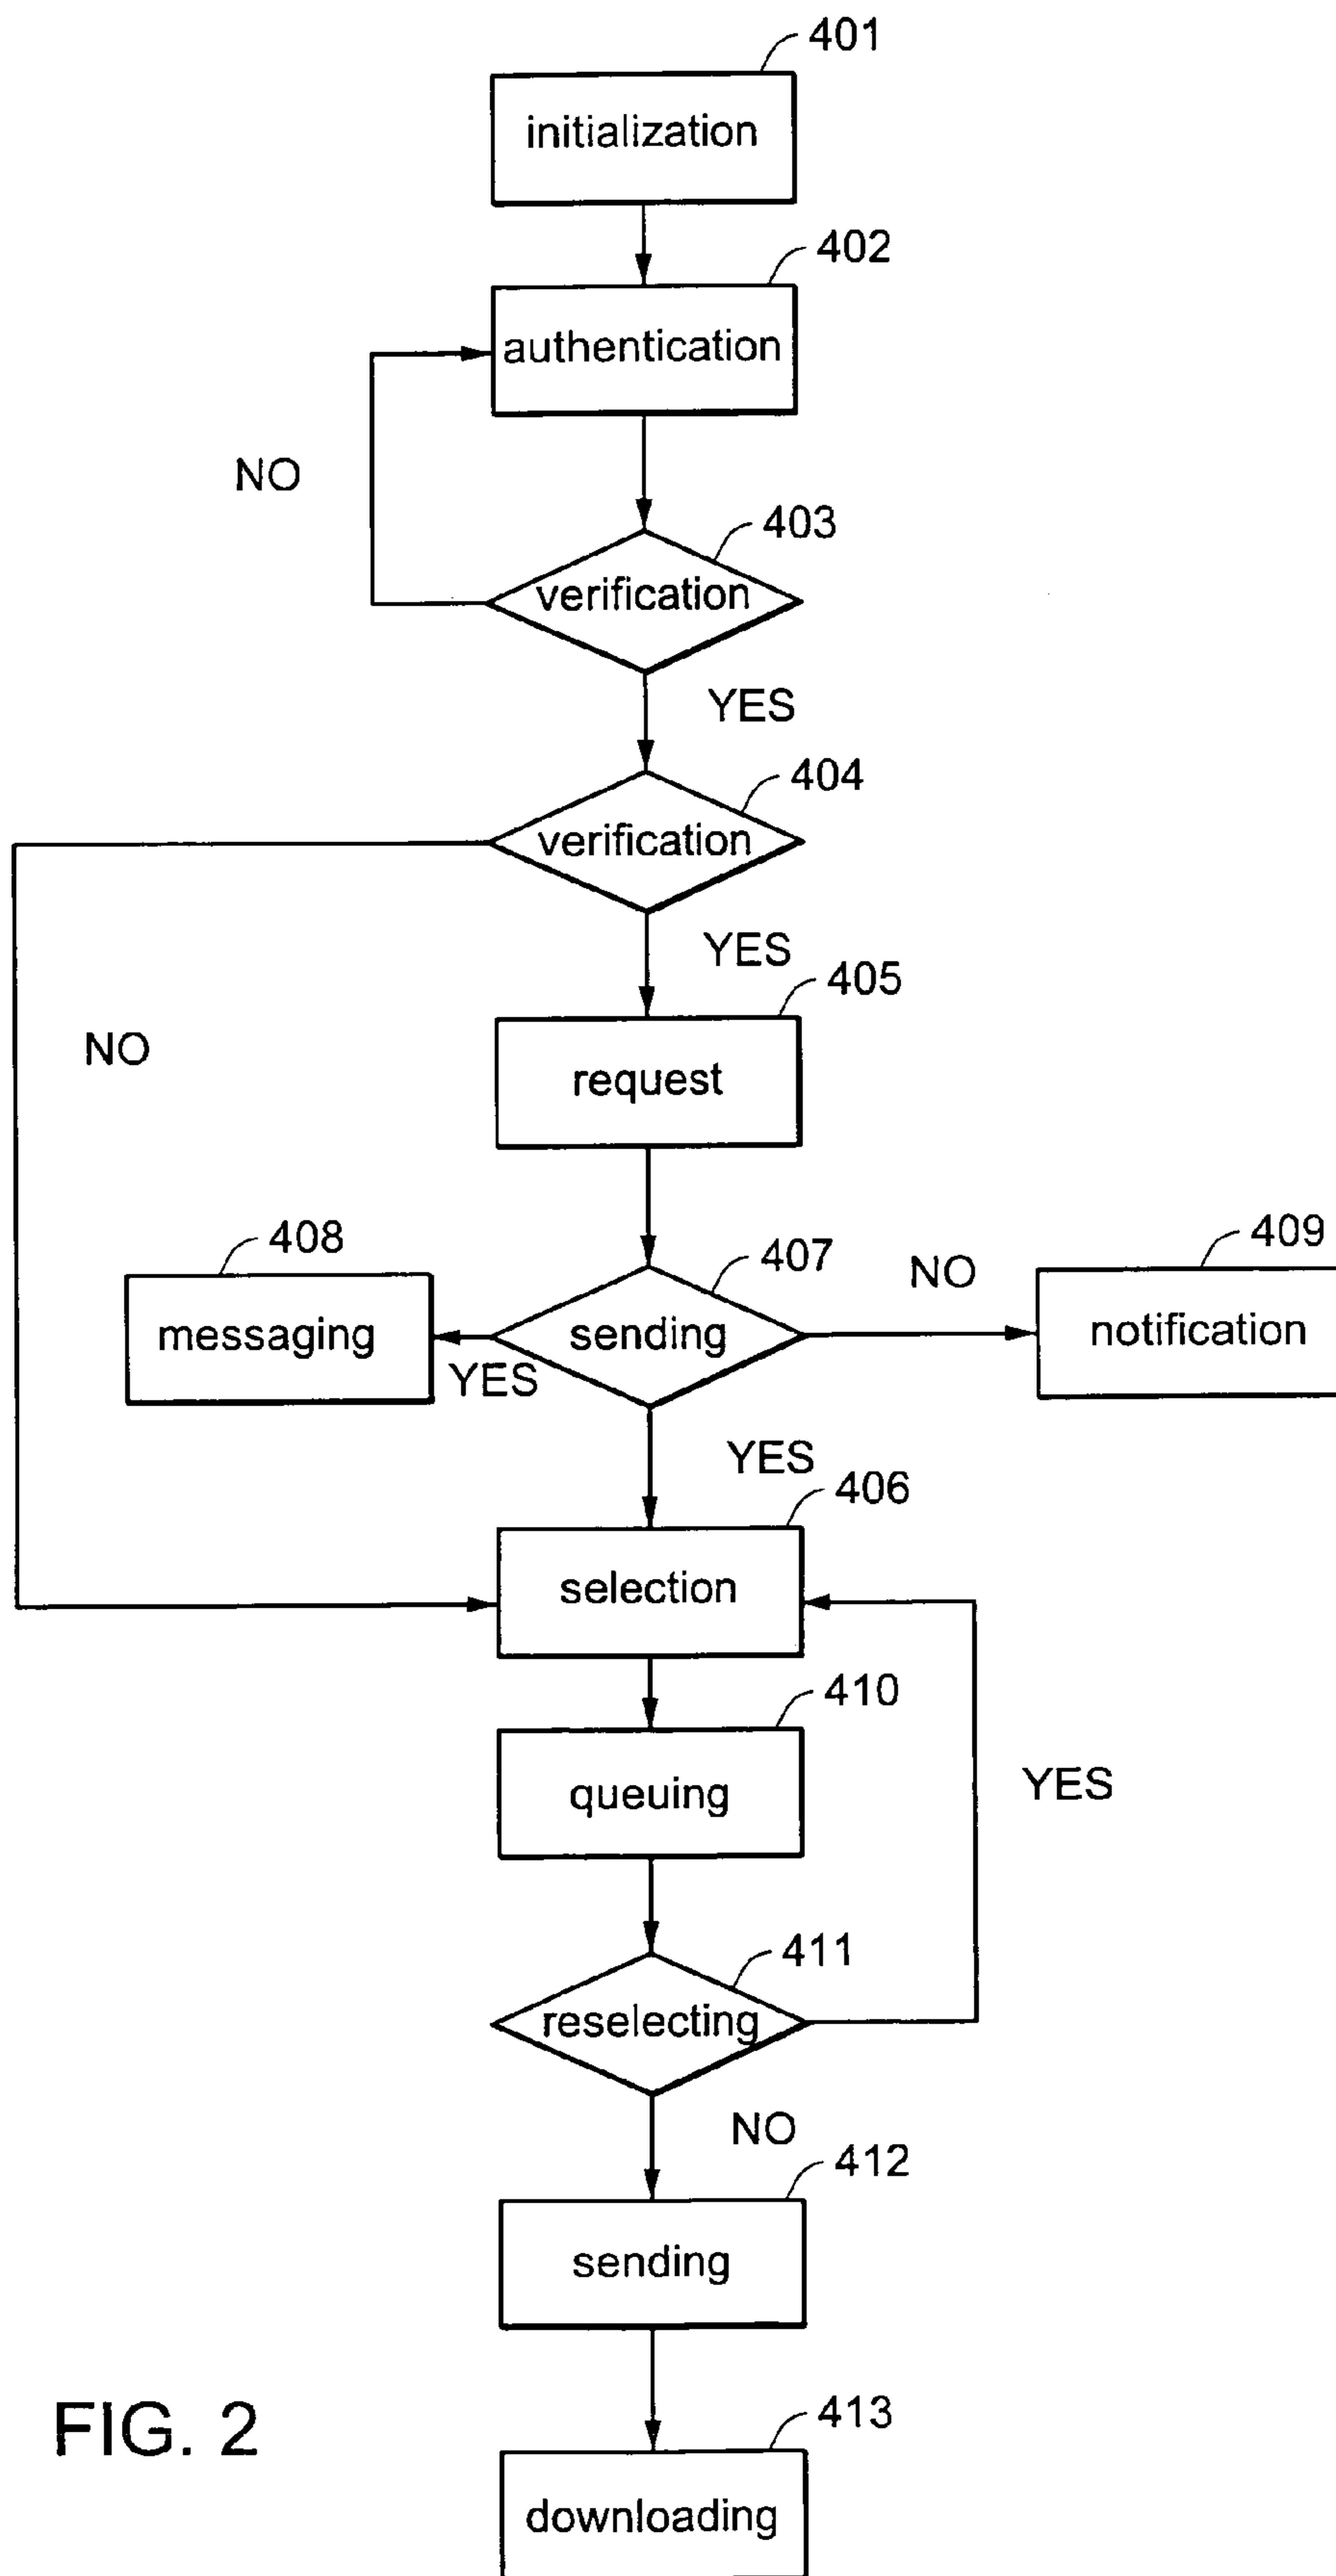 401
initialization
402
authentication
NO
403
verification
YES
404
verification
YES
405
NO
request
408
407
409
NO
messaging
sending
notification
YES
YES
406
selection
410
YES
queuing
411
reselecting
NO
412
sending
FIG. 2
413
downloading